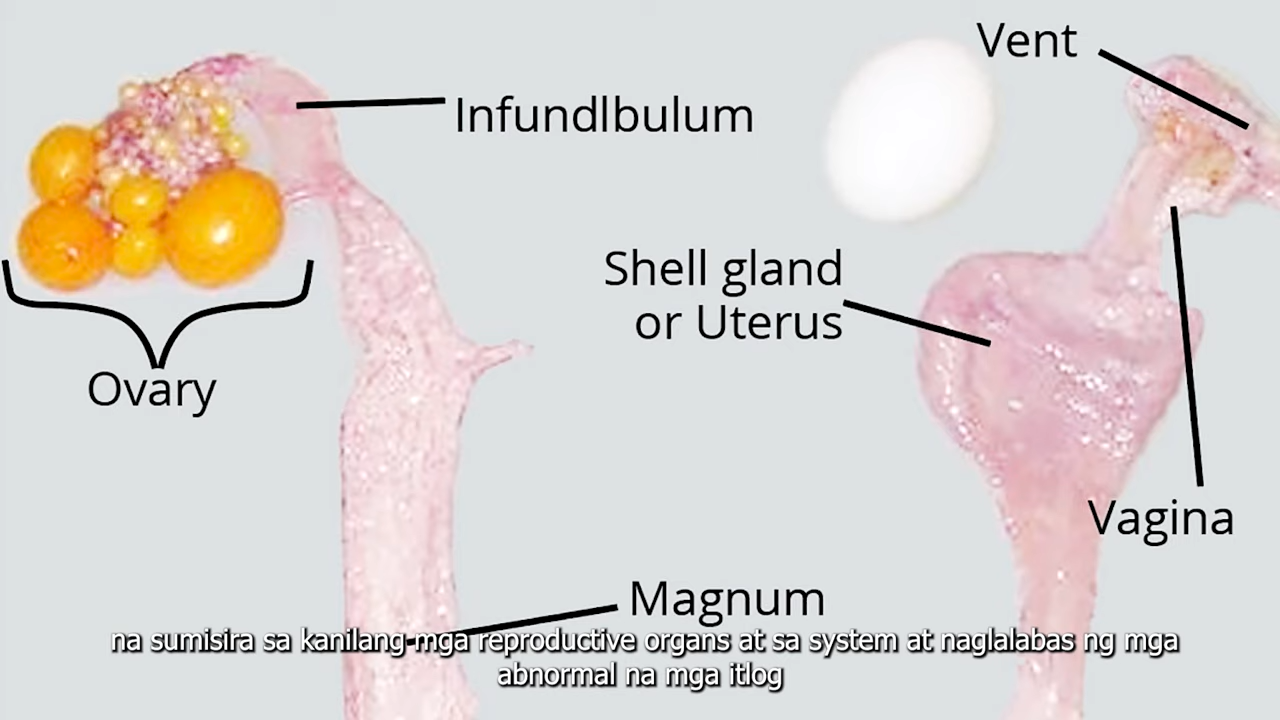 Vent
Infundlbulum
Shell gland
or Uterus
Ovary
Vagina
Magnum
na sumisira sa kanilang mga reproductive organs at sa system at naglalabas ng mga
abnormal na mga itlog